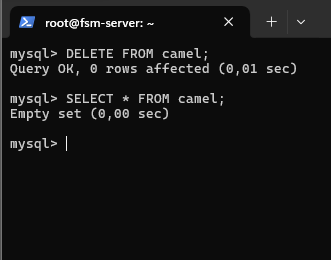 root@fsm-server: ~
mysql> DELETE FROM camel;
Query OK, 0 rows affected (0,01 sec)
mysql> SELECT * FROM camel;
Empty set (0,00 sec)
mysql>